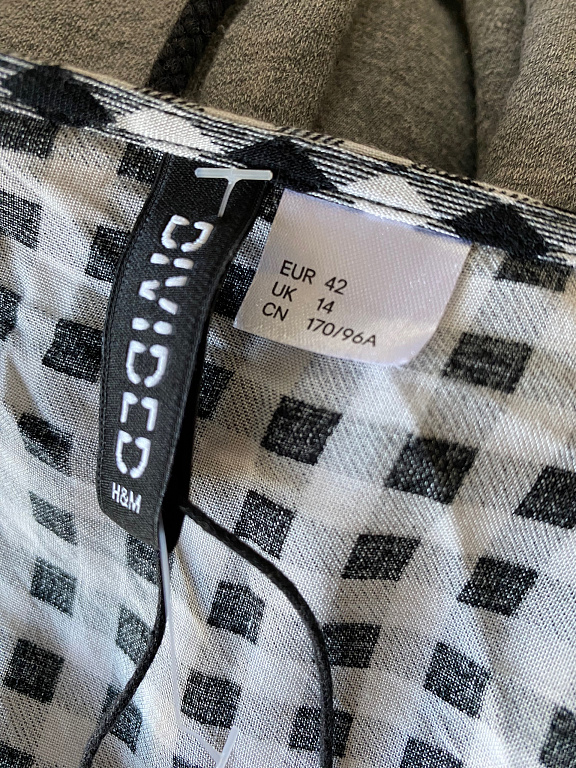 DIVIDED
H&M
EUR 42
UK 14
CN 170/96A